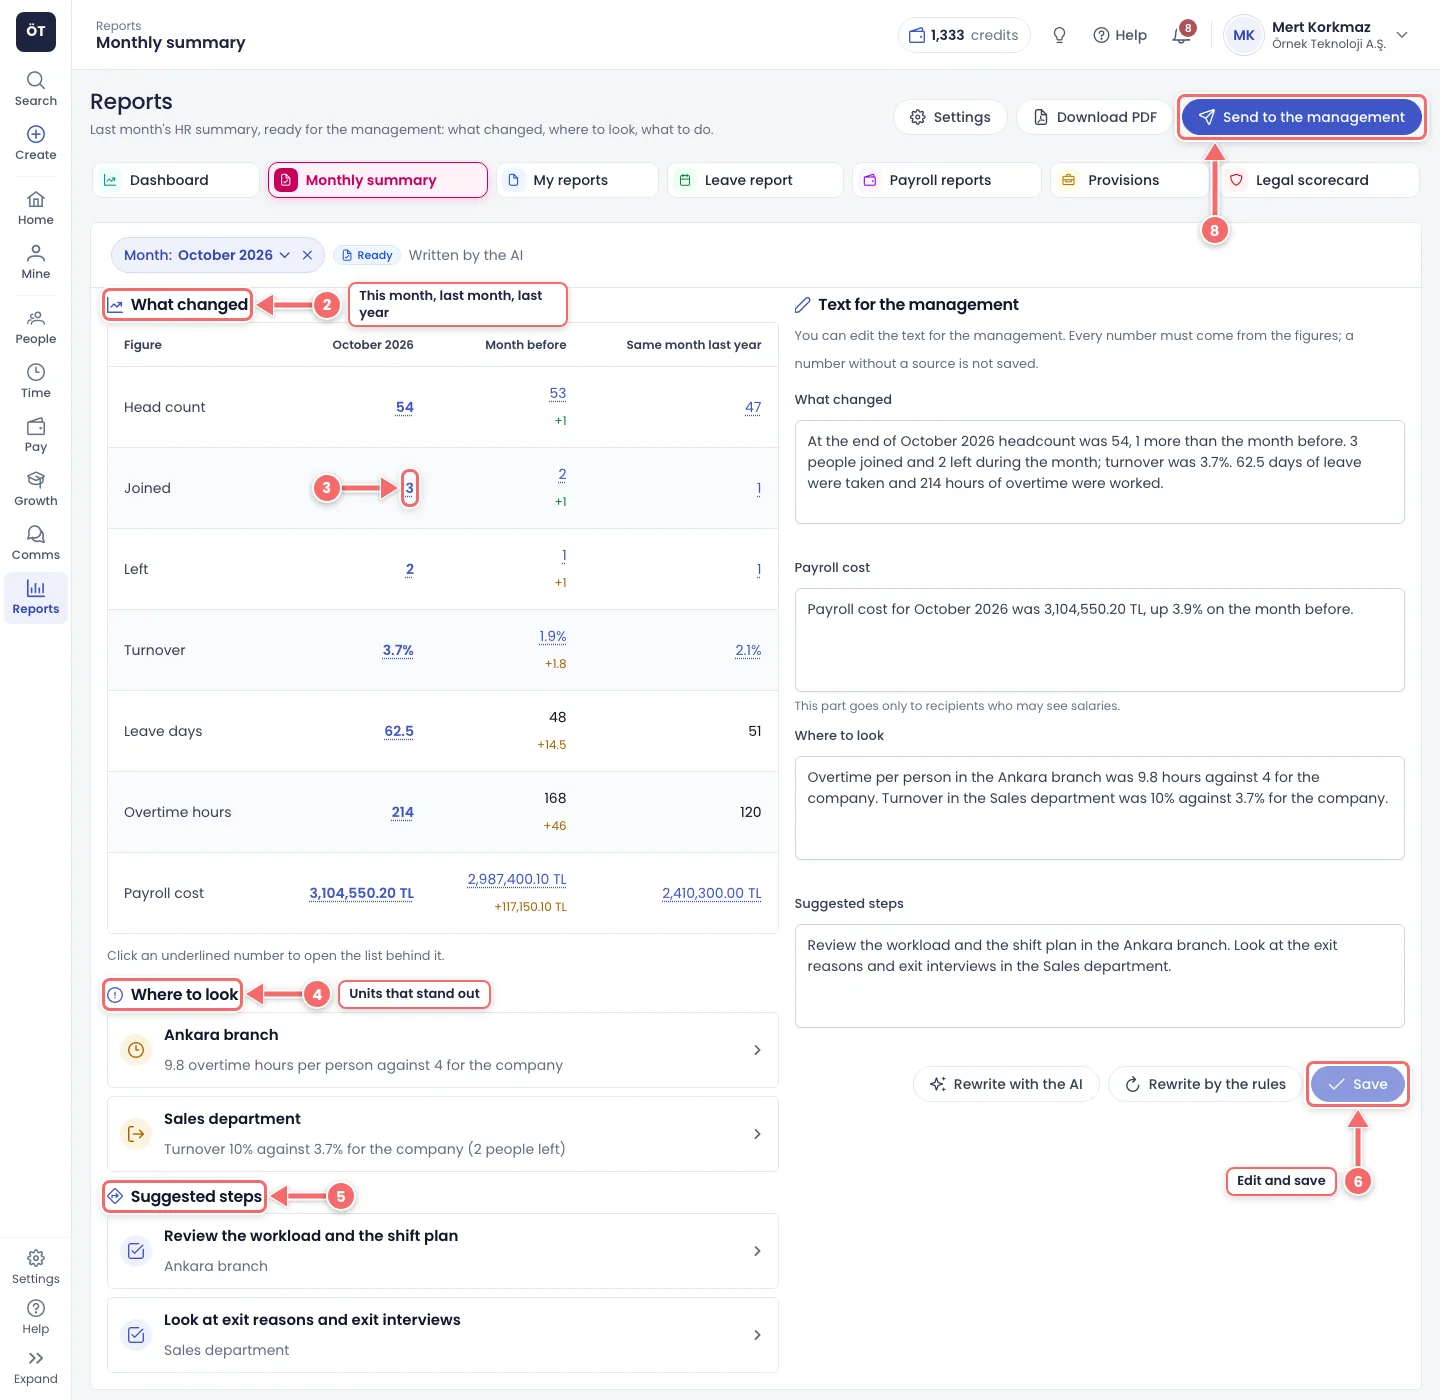 ÖT
Search
Create
Home
Mine
People
Time
Pay
Growth
Comms
Reports
Settings
Help
Expand
Reports
Monthly summary
1,333 credits
Help
8
MK
Mert Korkmaz
Örnek Teknoloji A.Ş.
Reports
Last month's HR summary, ready for the management: what changed, where to look, what to do.
Settings
Download PDF
Send to the management
Dashboard
Monthly summary
My reports
Leave report
Payroll reports
Provisions
Legal scorecard
8
Month: October 2026
Ready
Written by the AI
What changed
2
This month, last month, last year
Figure October 2026 Month before Same month last year
Head count 54 53 +1 47
Joined 3 3 2 +1 1
Left 2 1 +1 1
Turnover 3.7% 1.9% +1.8 2.1%
Leave days 62.5 48 +14.5 51
Overtime hours 214 168 +46 120
Payroll cost 3,104,550.20 TL 2,987,400.10 TL +117,150.10 TL 2,410,300.00 TL
Click an underlined number to open the list behind it.
Where to look
4
Units that stand out
Ankara branch
9.8 overtime hours per person against 4 for the company
Sales department
Turnover 10% against 3.7% for the company (2 people left)
Suggested steps
5
Review the workload and the shift plan
Ankara branch
Look at exit reasons and exit interviews
Sales department
Text for the management
You can edit the text for the management. Every number must come from the figures; a
number without a source is not saved.
What changed
At the end of October 2026 headcount was 54, 1 more than the month before. 3
people joined and 2 left during the month; turnover was 3.7%. 62.5 days of leave
were taken and 214 hours of overtime were worked.
Payroll cost
Payroll cost for October 2026 was 3,104,550.20 TL, up 3.9% on the month before.
This part goes only to recipients who may see salaries.
Where to look
Overtime per person in the Ankara branch was 9.8 hours against 4 for the
company. Turnover in the Sales department was 10% against 3.7% for the company.
Suggested steps
Review the workload and the shift plan in the Ankara branch. Look at the exit
reasons and exit interviews in the Sales department.
Rewrite with the AI
Rewrite by the rules
Save
Edit and save
6